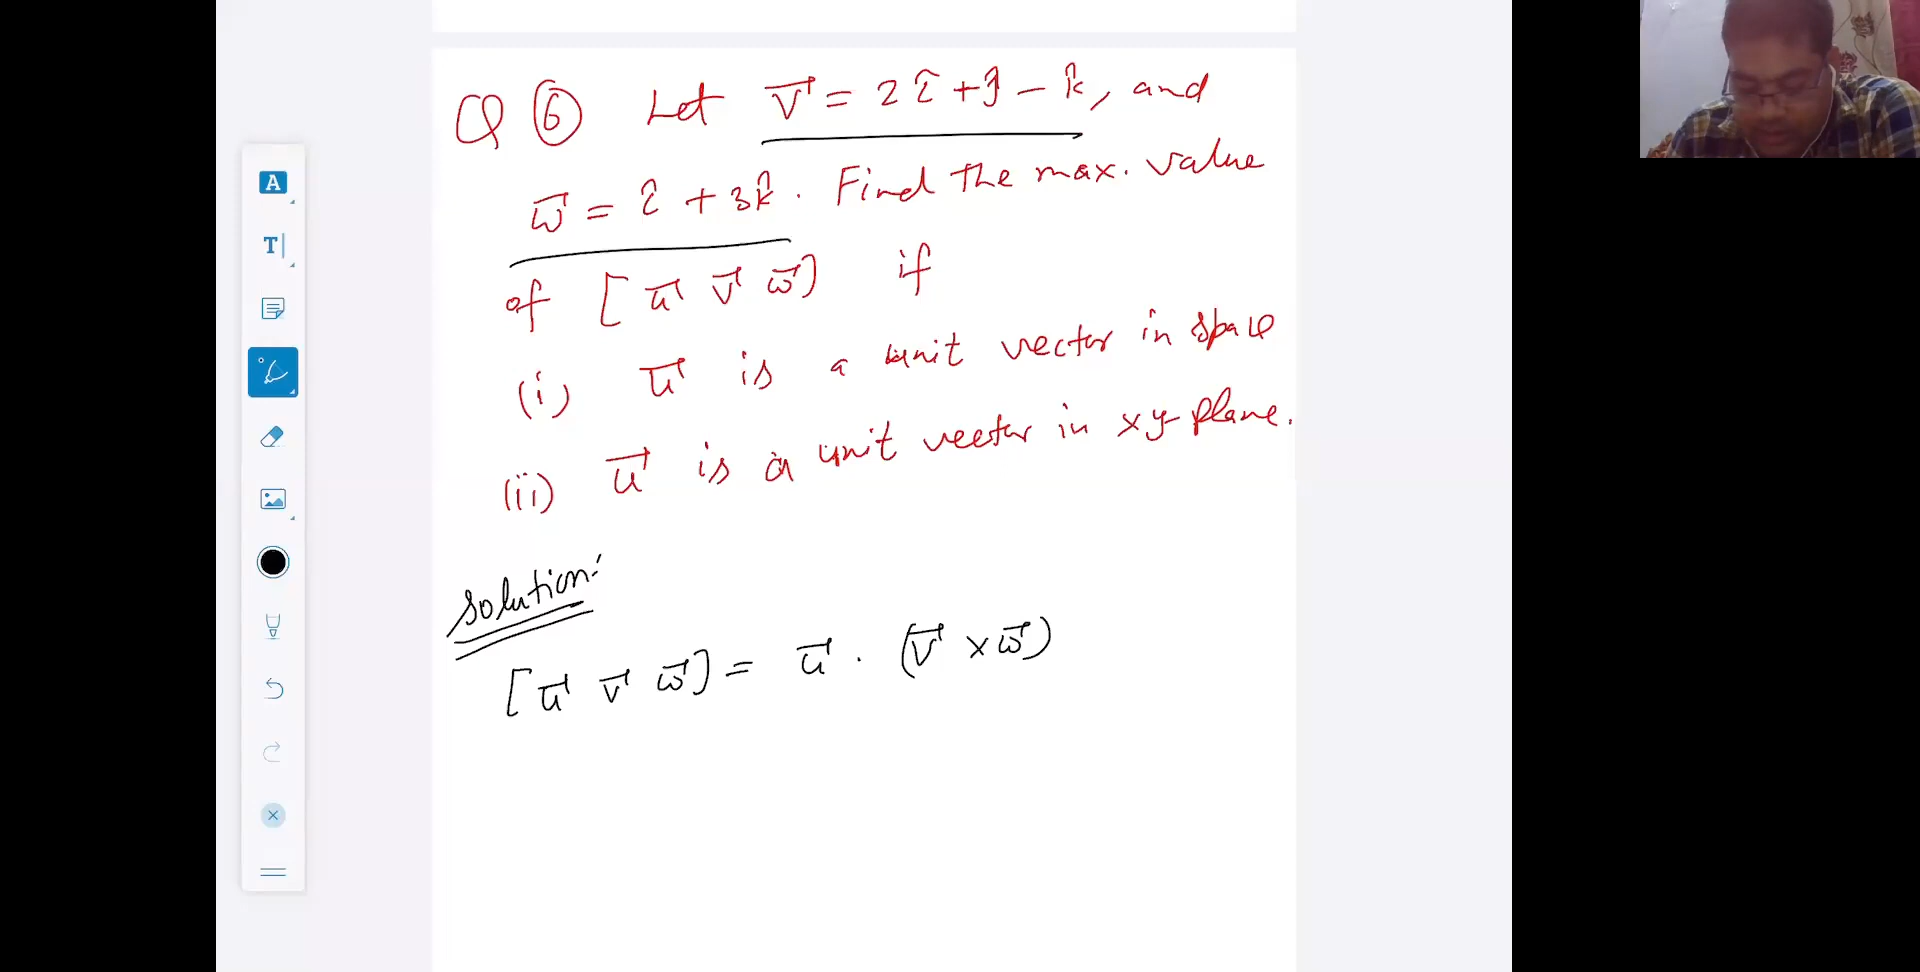 Q ⑥ Let v⃗ = 2î + ĵ - k̂, and
w⃗ = î + 3k̂. Find the max. value
of [u⃗ v⃗ w⃗] if
(i) u⃗ is a unit vector in space
(ii) u⃗ is a unit vector in xy-plane.
Solution:
[u⃗ v⃗ w⃗] = u⃗ . (v⃗ × w⃗)
A
T